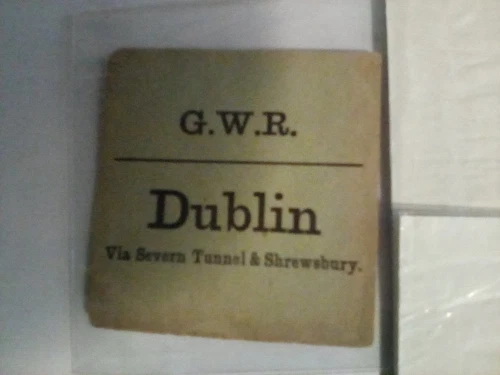 G.W.R.
Dublin
Via Severn Tunnel & Shrewsbury.